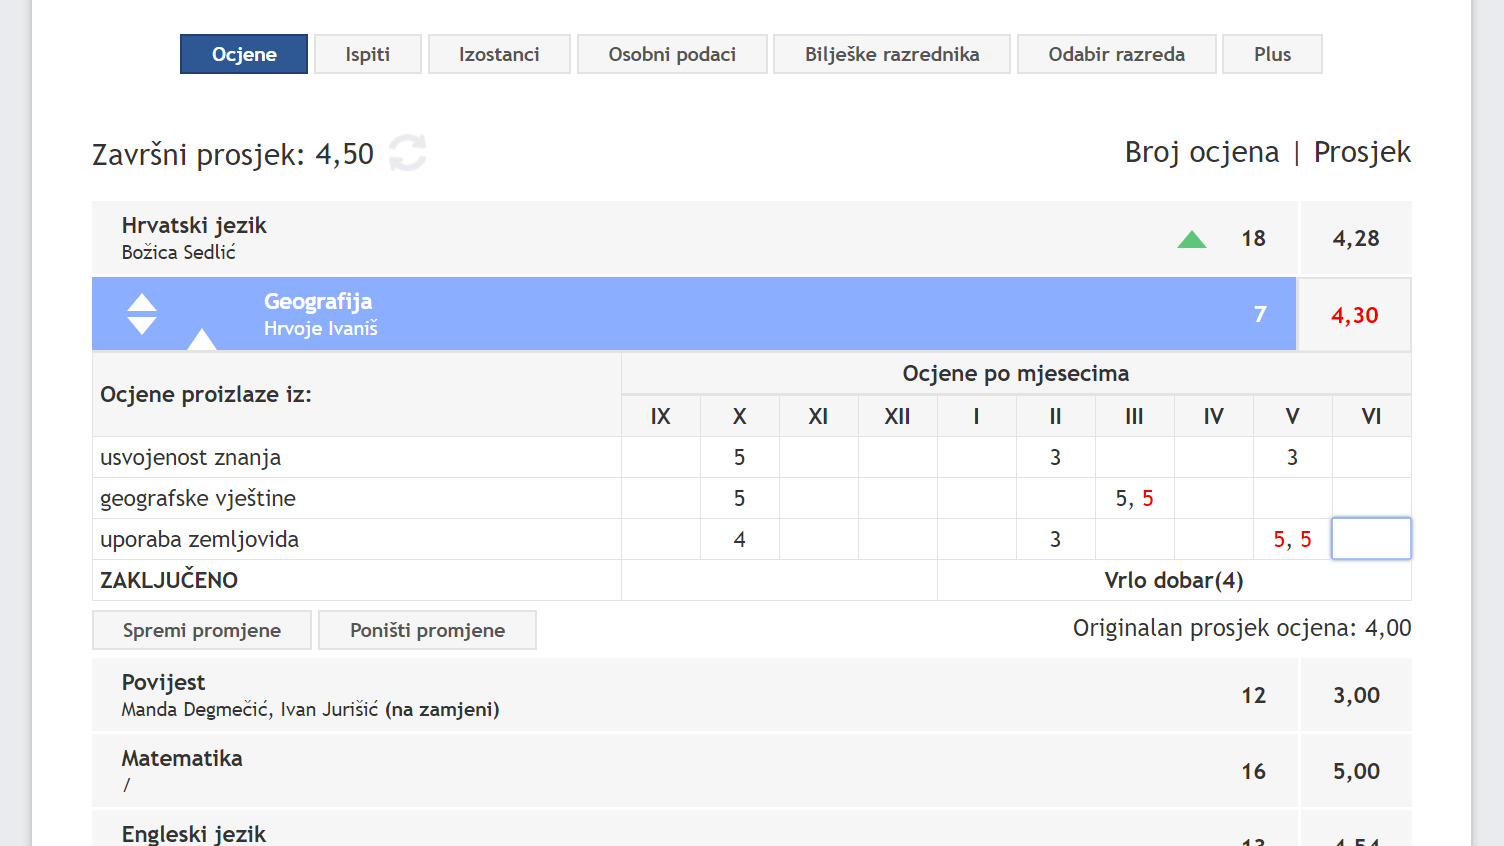 Ocjene Ispiti Izostanci Osobni podaci Bilješke razrednika Odabir razreda Plus
Završni prosjek: 4,50 Broj ocjena | Prosjek
Hrvatski jezik
Božica Sedlić
18 4,28
Geografija
Hrvoje Ivaniš
7 4,30
Ocjene proizlaze iz: Ocjene po mjesecima
IX X XI XII I II III IV V VI
usvojenost znanja 5 3 3
geografske vještine 5 5, 5
uporaba zemljovida 4 3 5, 5
ZAKLJUČENO Vrlo dobar(4)
Spremi promjene Poništi promjene Originalan prosjek ocjena: 4,00
Povijest
Manda Degmečić, Ivan Jurišić (na zamjeni)
12 3,00
Matematika
/
16 5,00
Engleski jezik
13 4,54